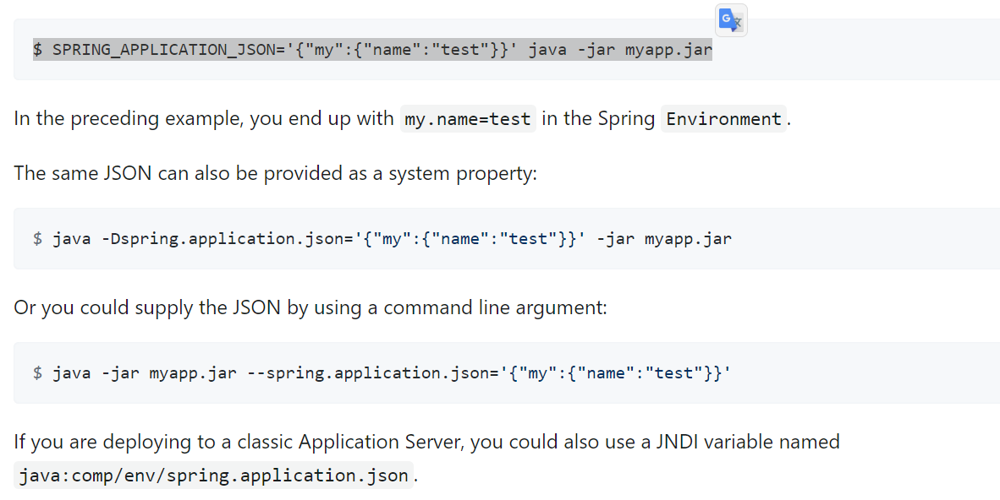 $ SPRING_APPLICATION_JSON='{"my":{"name":"test"}}' java -jar myapp.jar
In the preceding example, you end up with my.name=test in the Spring Environment.
The same JSON can also be provided as a system property:
$ java -Dspring.application.json='{"my":{"name":"test"}}' -jar myapp.jar
Or you could supply the JSON by using a command line argument:
$ java -jar myapp.jar --spring.application.json='{"my":{"name":"test"}}'
If you are deploying to a classic Application Server, you could also use a JNDI variable named
java:comp/env/spring.application.json.